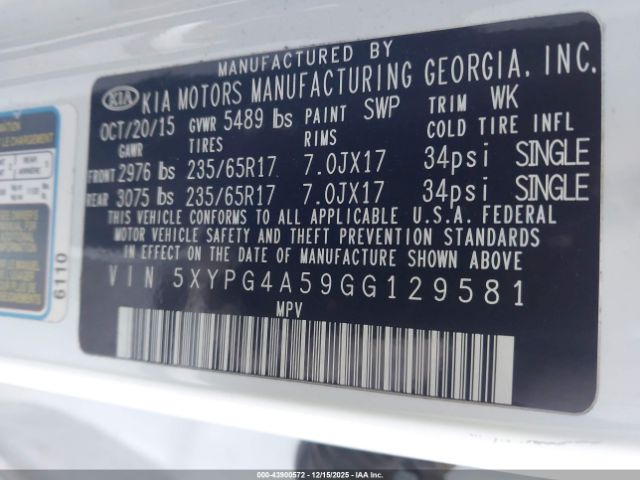 MANUFACTURED BY
KIA KIA MOTORS MANUFACTURING GEORGIA, INC.
OCT/20/15 GVWR 5489 lbs PAINT SWP TRIM WK
GAWR TIRES RIMS COLD TIRE INFL
FRONT 2976 lbs 235/65R17 7.0JX17 34psi SINGLE
REAR 3075 lbs 235/65R17 7.0JX17 34psi SINGLE
THIS VEHICLE CONFORMS TO ALL APPLICABLE U.S.A. FEDERAL
MOTOR VEHICLE SAFETY AND THEFT PREVENTION STANDARDS
IN EFFECT ON THE DATE OF MANUFACTURE SHOWN ABOVE.
VIN 5XYPG4A59GG129581
MPV
6110
000-43900572 - 12/15/2025 - IAA, Inc.